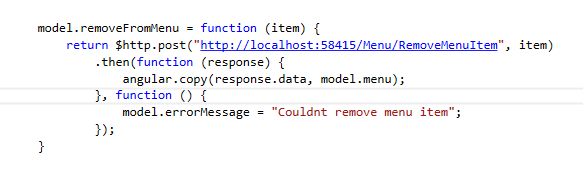 model.removeFromMenu = function (item) {
    return $http.post("http://localhost:58415/Menu/RemoveMenuItem", item)
        .then(function (response) {
            angular.copy(response.data, model.menu);
        }, function () {
            model.errorMessage = "Couldnt remove menu item";
        });
}